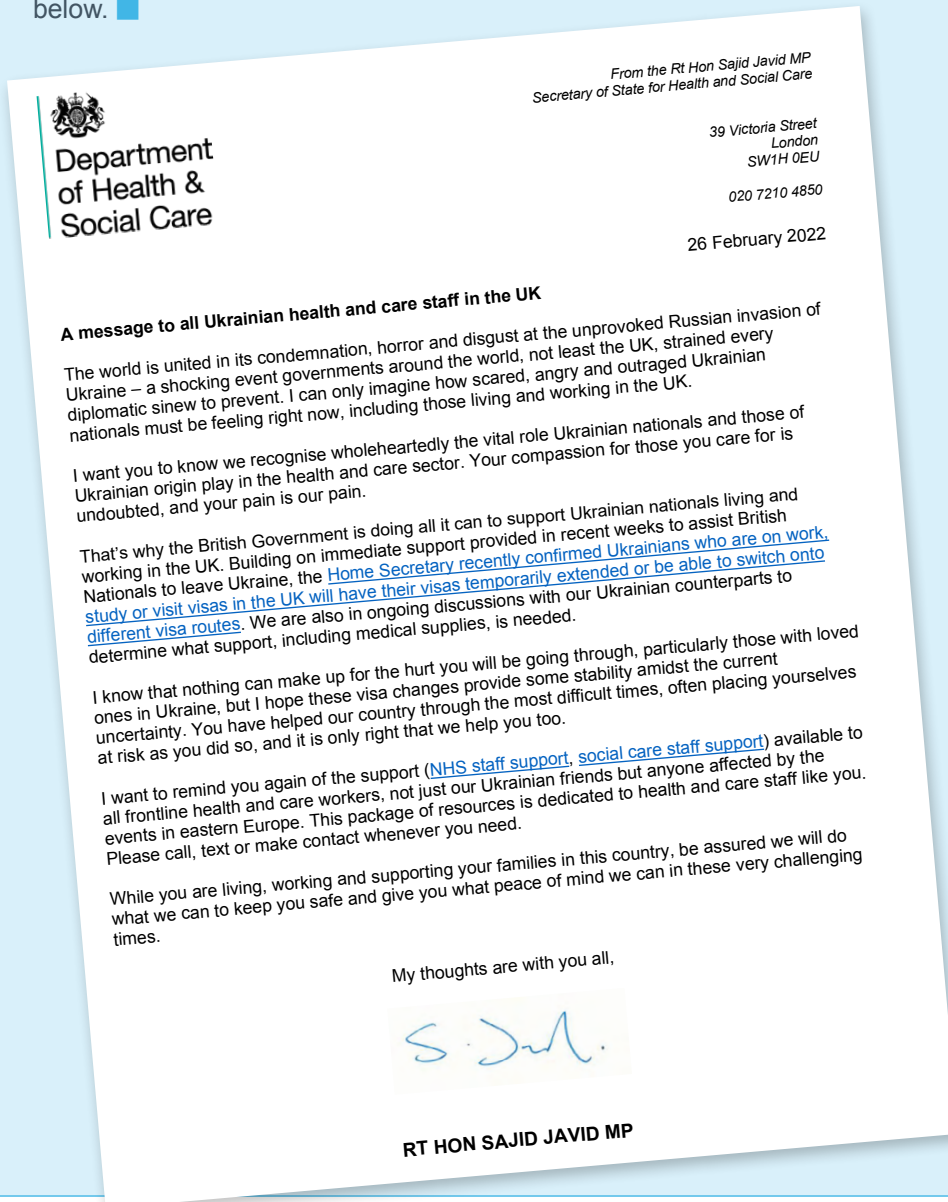 below.
From the Rt Hon Sajid Javid MP
Secretary of State for Health and Social Care
39 Victoria Street
London
SW1H 0EU
020 7210 4850
Department
of Health &
Social Care
26 February 2022
A message to all Ukrainian health and care staff in the UK
The world is united in its condemnation, horror and disgust at the unprovoked Russian invasion of
Ukraine – a shocking event governments around the world, not least the UK, strained every
diplomatic sinew to prevent. I can only imagine how scared, angry and outraged Ukrainian
nationals must be feeling right now, including those living and working in the UK.
I want you to know we recognise wholeheartedly the vital role Ukrainian nationals and those of
Ukrainian origin play in the health and care sector. Your compassion for those you care for is
undoubted, and your pain is our pain.
That's why the British Government is doing all it can to support Ukrainian nationals living and
working in the UK. Building on immediate support provided in recent weeks to assist British
Nationals to leave Ukraine, the Home Secretary recently confirmed Ukrainians who are on work,
study or visit visas in the UK will have their visas temporarily extended or be able to switch onto
different visa routes. We are also in ongoing discussions with our Ukrainian counterparts to
determine what support, including medical supplies, is needed.
I know that nothing can make up for the hurt you will be going through, particularly those with loved
ones in Ukraine, but I hope these visa changes provide some stability amidst the current
uncertainty. You have helped our country through the most difficult times, often placing yourselves
at risk as you did so, and it is only right that we help you too.
I want to remind you again of the support (NHS staff support, social care staff support) available to
all frontline health and care workers, not just our Ukrainian friends but anyone affected by the
events in eastern Europe. This package of resources is dedicated to health and care staff like you.
Please call, text or make contact whenever you need.
While you are living, working and supporting your families in this country, be assured we will do
what we can to keep you safe and give you what peace of mind we can in these very challenging
times.
My thoughts are with you all,
S. Javid.
RT HON SAJID JAVID MP